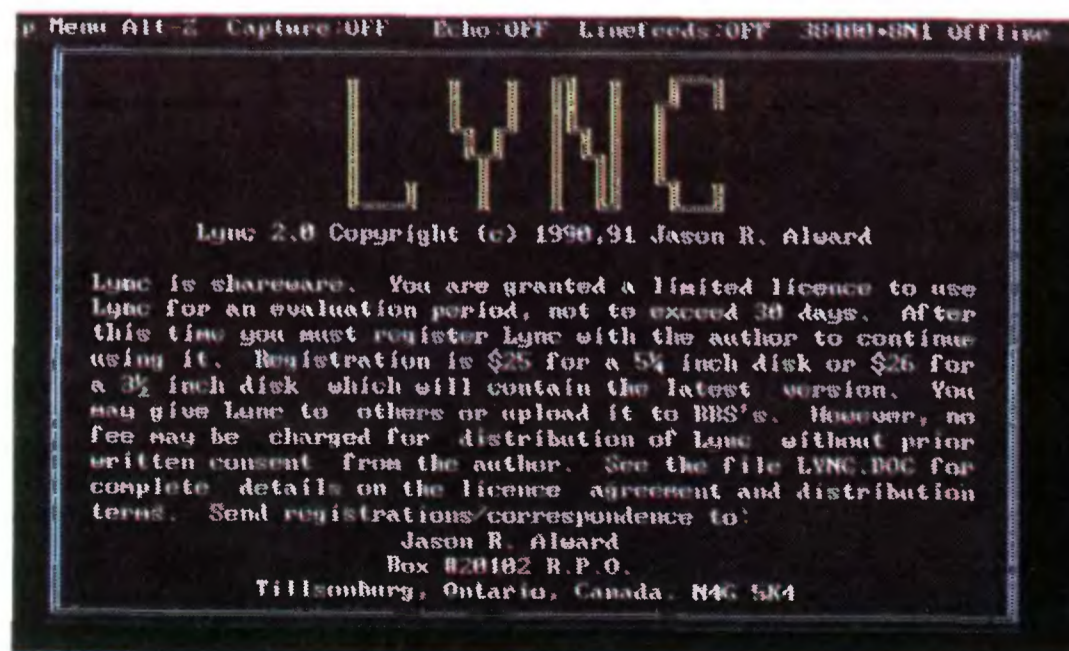 p Menu Alt-Z Capture:OFF Echo:OFF Linefeeds:OFF 38400•8N1 Offline
LYNC
Lync 2.0 Copyright (c) 1990,91 Jason R. Alward
Lync is shareware. You are granted a limited licence to use
Lync for an evaluation period, not to exceed 30 days. After
this time you must register Lync with the author to continue
using it. Registration is $25 for a 5¼ inch disk or $26 for
a 3½ inch disk which will contain the latest version. You
may give Lync to others or upload it to BBS's. However, no
fee may be charged for distribution of Lync without prior
written consent from the author. See the file LYNC.DOC for
complete details on the licence agreement and distribution
terms. Send registrations/correspondence to:
Jason R. Alward
Box #20102 R.P.O.
Tillsonburg, Ontario, Canada. N4G 5K4